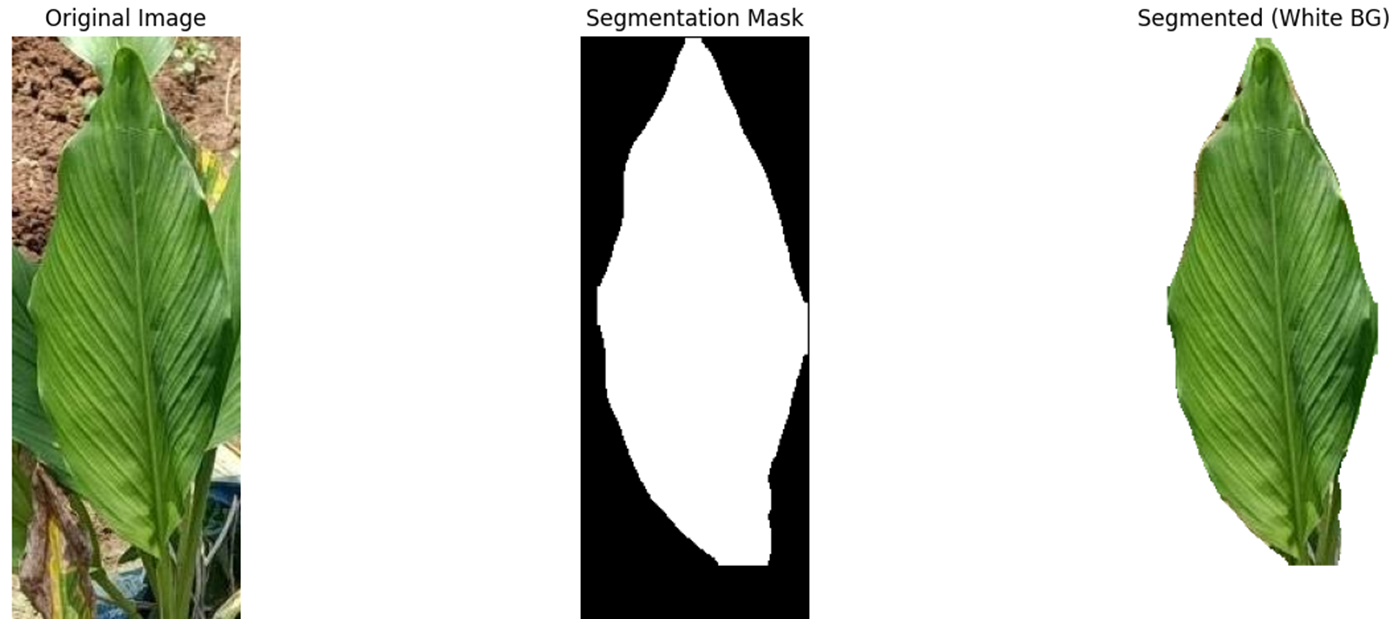 Original Image
Segmentation Mask
Segmented (White BG)